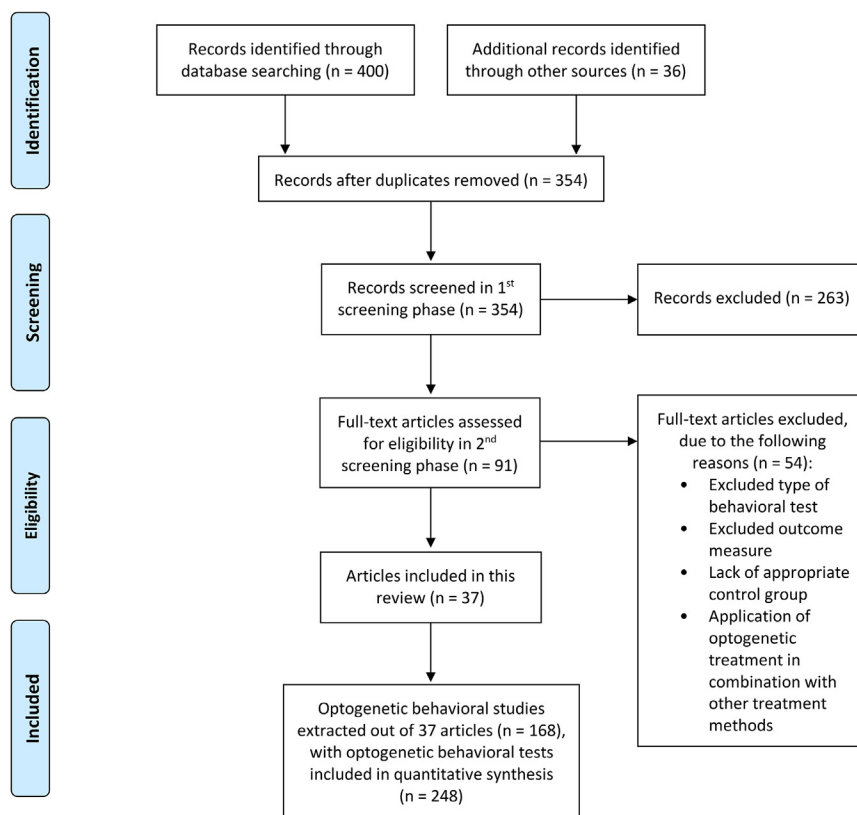 Identification
Records identified through
database searching (n = 400)
Additional records identified
through other sources (n = 36)
Records after duplicates removed (n = 354)
Screening
Records screened in 1st
screening phase (n = 354)
Records excluded (n = 263)
Eligibility
Full-text articles assessed
for eligibility in 2nd
screening phase (n = 91)
Full-text articles excluded,
due to the following
reasons (n = 54):
• Excluded type of
behavioral test
• Excluded outcome
measure
• Lack of appropriate
control group
• Application of
optogenetic
treatment in
combination with
other treatment
methods
Articles included in this
review (n = 37)
Included
Optogenetic behavioral studies
extracted out of 37 articles (n = 168),
with optogenetic behavioral tests
included in quantitative synthesis
(n = 248)